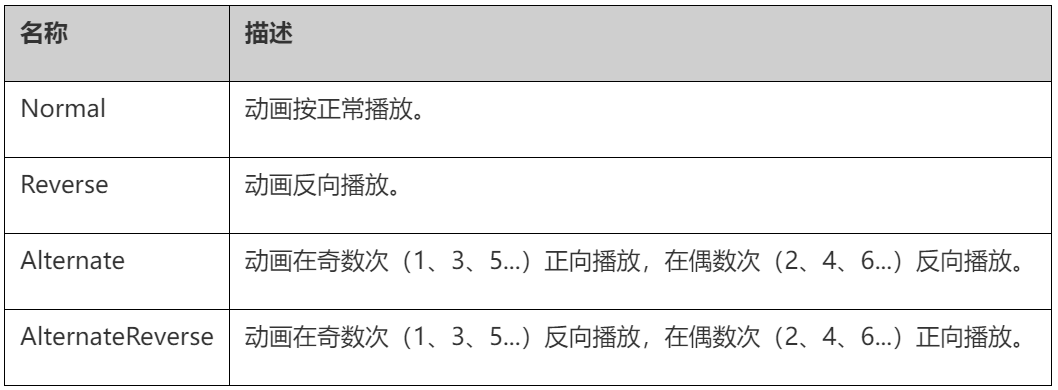 名称 描述
Normal 动画按正常播放。
Reverse 动画反向播放。
Alternate 动画在奇数次（1、3、5...）正向播放，在偶数次（2、4、6...）反向播放。
AlternateReverse 动画在奇数次（1、3、5...）反向播放，在偶数次（2、4、6...）正向播放。